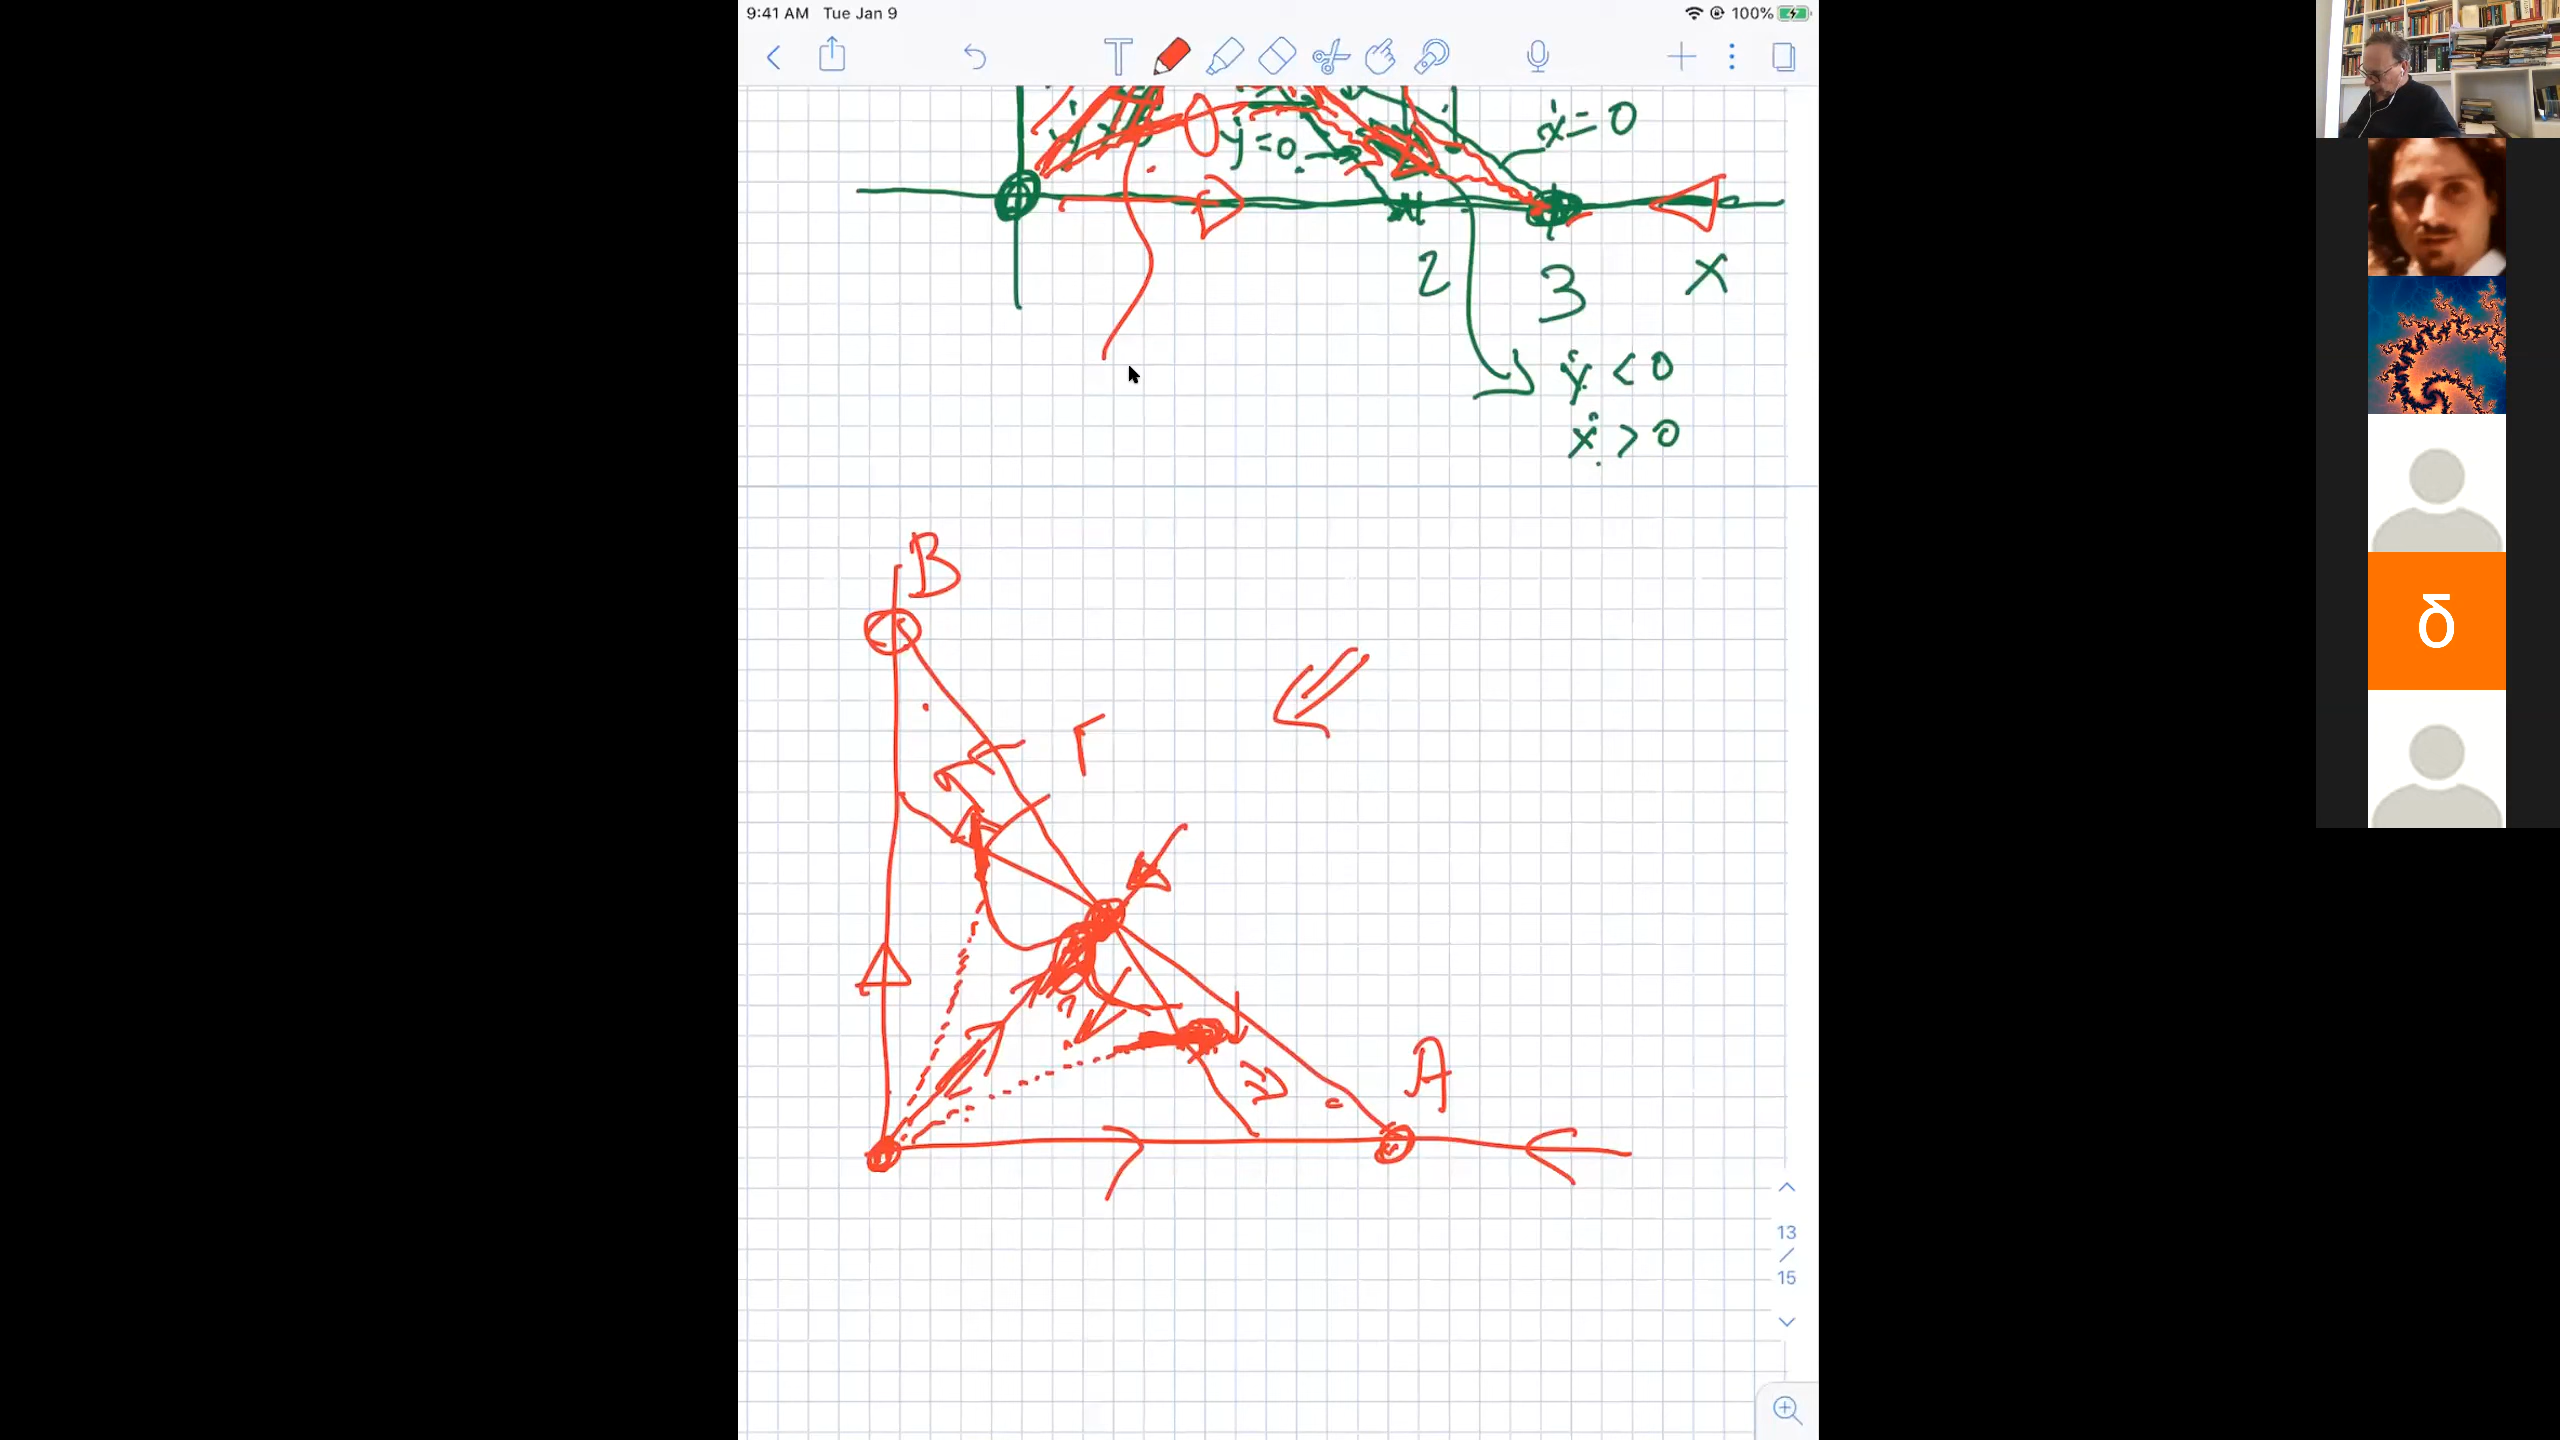 9:41 AM Tue Jan 9
100%
T
ẋ = 0
ẏ = 0
2
3
x
ẏ < 0
ẋ > 0
B
δ
A
13
/
15